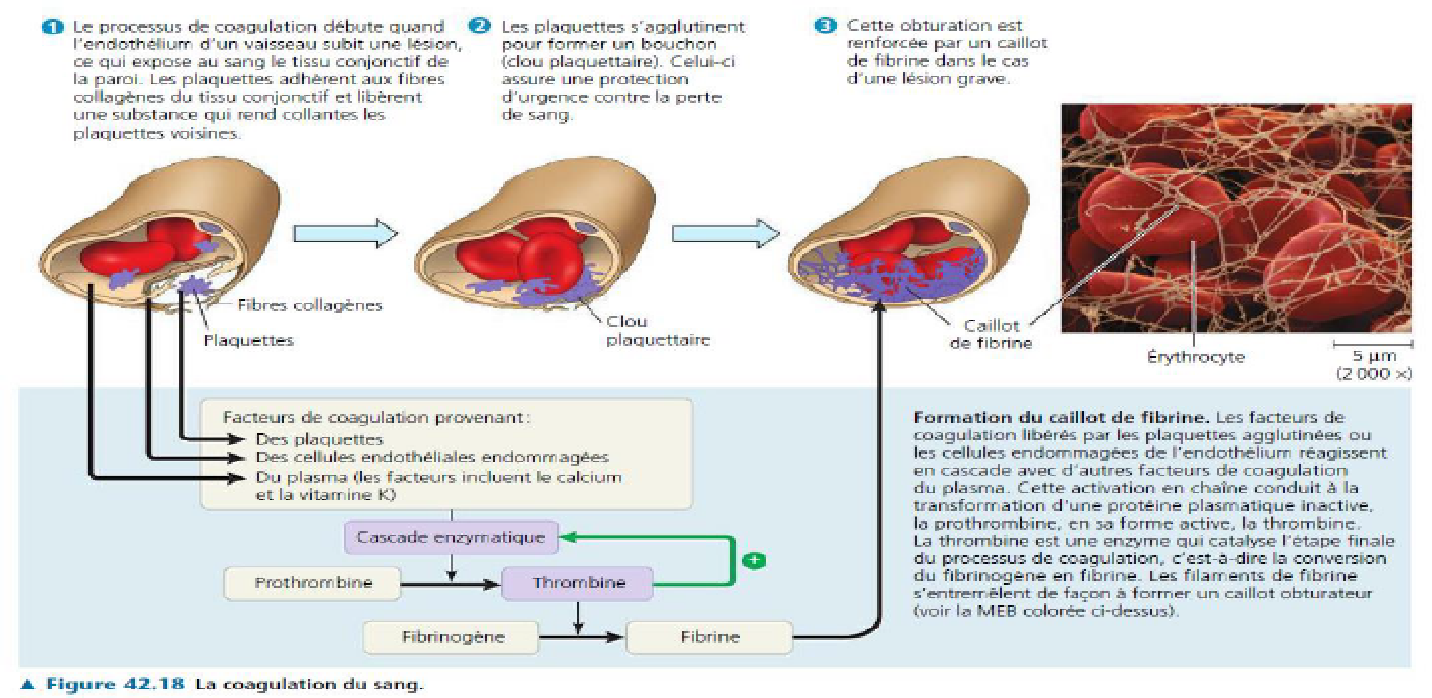 1 Le processus de coagulation débute quand
l'endothélium d'un vaisseau subit une lésion,
ce qui expose au sang le tissu conjonctif de
la paroi. Les plaquettes adhèrent aux fibres
collagènes du tissu conjonctif et libèrent
une substance qui rend collantes les
plaquettes voisines.
2 Les plaquettes s'agglutinent
pour former un bouchon
(clou plaquettaire). Celui-ci
assure une protection
d'urgence contre la perte
de sang.
3 Cette obturation est
renforcée par un caillot
de fibrine dans le cas
d'une lésion grave.
Fibres collagènes
Plaquettes
Clou
plaquettaire
Caillot
de fibrine
Érythrocyte
5 µm
(2 000 ×)
Facteurs de coagulation provenant :
Des plaquettes
Des cellules endothéliales endommagées
Du plasma (les facteurs incluent le calcium
et la vitamine K)
Cascade enzymatique
+
Prothrombine
Thrombine
Fibrinogène
Fibrine
Formation du caillot de fibrine. Les facteurs de
coagulation libérés par les plaquettes agglutinées ou
les cellules endommagées de l'endothélium réagissent
en cascade avec d'autres facteurs de coagulation
du plasma. Cette activation en chaîne conduit à la
transformation d'une protéine plasmatique inactive,
la prothrombine, en sa forme active, la thrombine.
La thrombine est une enzyme qui catalyse l'étape finale
du processus de coagulation, c'est-à-dire la conversion
du fibrinogène en fibrine. Les filaments de fibrine
s'entremêlent de façon à former un caillot obturateur
(voir la MEB colorée ci-dessus).
▲ Figure 42.18 La coagulation du sang.